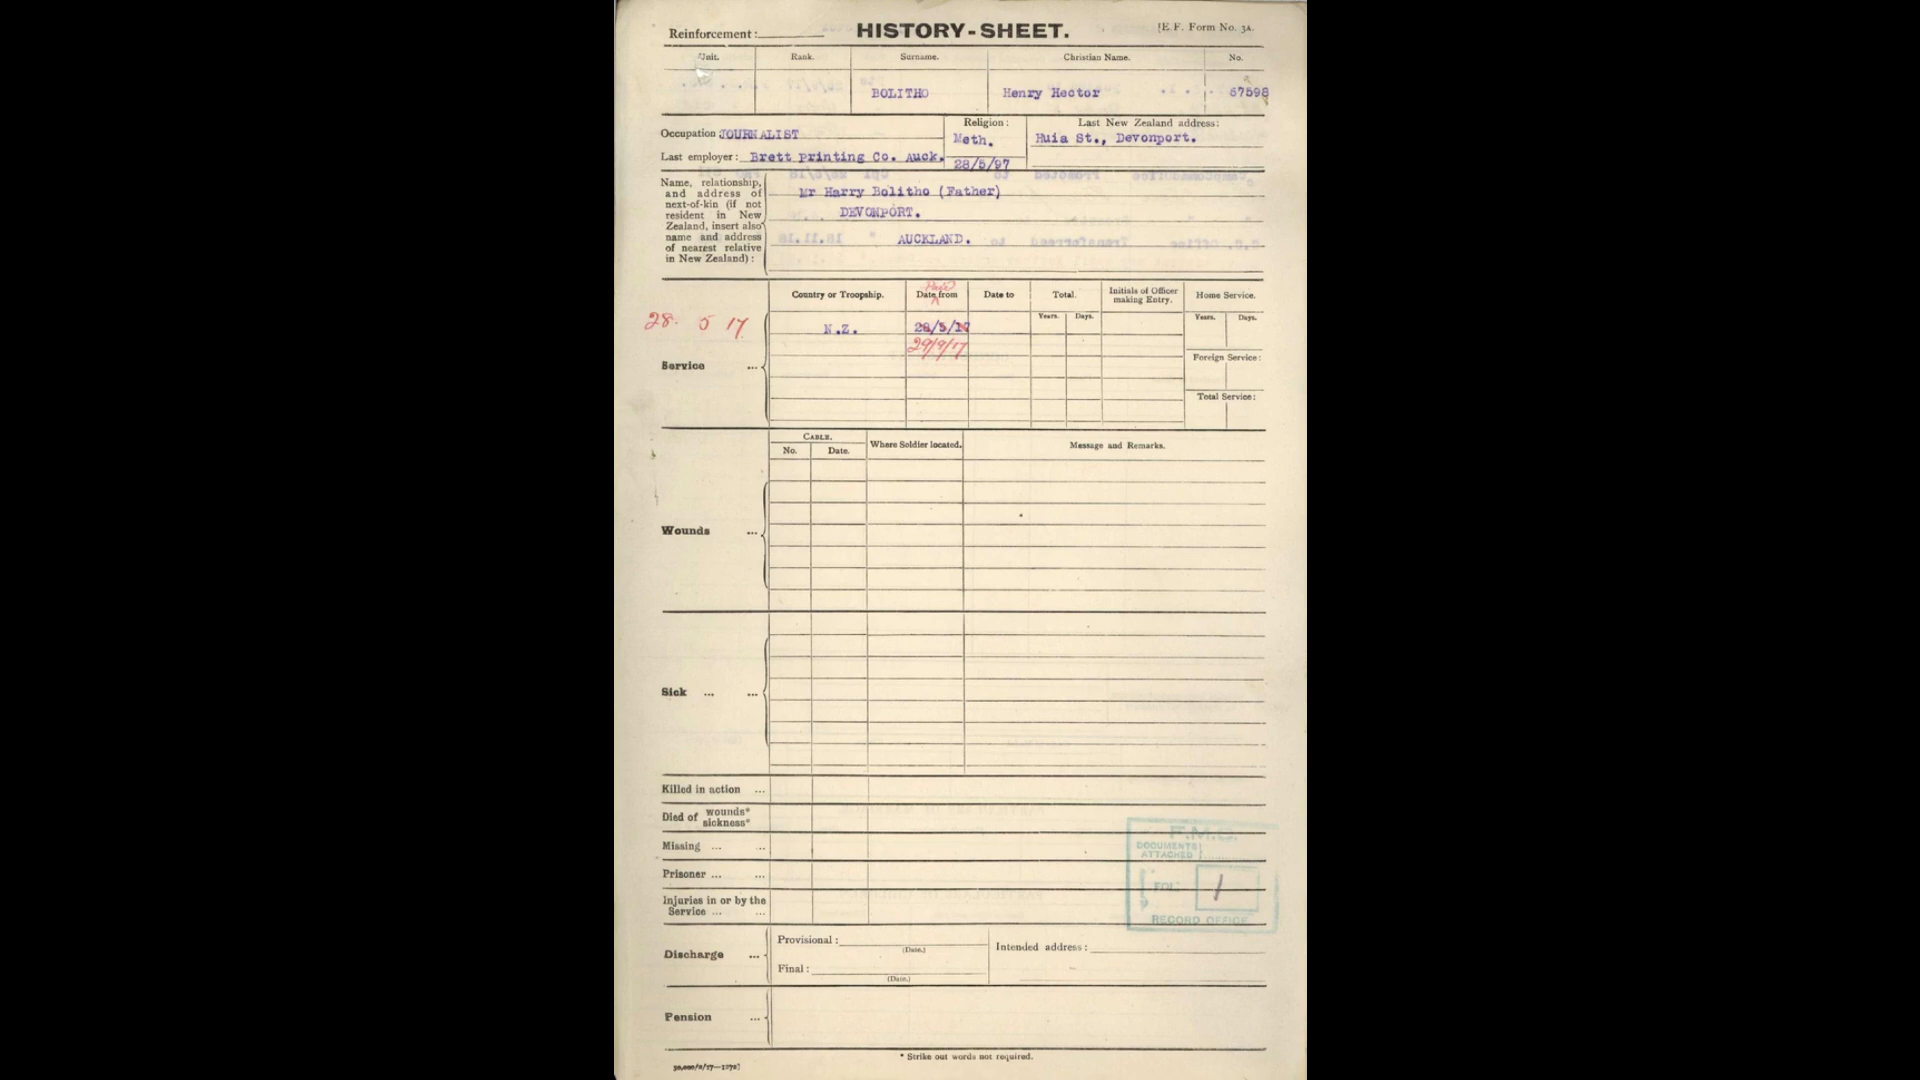 Reinforcement: HISTORY-SHEET. [E.F. Form No. 3A.
Unit. Rank. Surname. Christian Name. No.
BOLITHO Henry Hector 67598
Occupation JOURNALIST Religion: Last New Zealand address:
Meth. Huia St., Devonport.
Last employer: Brett printing Co. Auck. 28/5/97
Name, relationship, and address of next-of-kin (if not resident in New Zealand, insert also name and address of nearest relative in New Zealand):
Mr Harry Bolitho (Father)
DEVONPORT.
AUCKLAND.
Country or Troopship. Date from Date to Total. Initials of Officer making Entry. Home Service.
Years. Days. Years. Days.
28. 5 17 N.Z. 28/5/17
29/9/17
Foreign Service:
Service ...
Total Service:
CABLE. Where Soldier located. Message and Remarks.
No. Date.
Wounds ...
Sick ... ...
Killed in action ...
Died of wounds* sickness*
F.M.C.
Missing ... ... DOCUMENTS ATTACHED
Prisoner ... ... FOL: 1
Injuries in or by the Service ... ...
RECORD OFFICE
Discharge ... Provisional: Intended address:
(Date.)
Final:
(Date.)
Pension ...
* Strike out words not required.